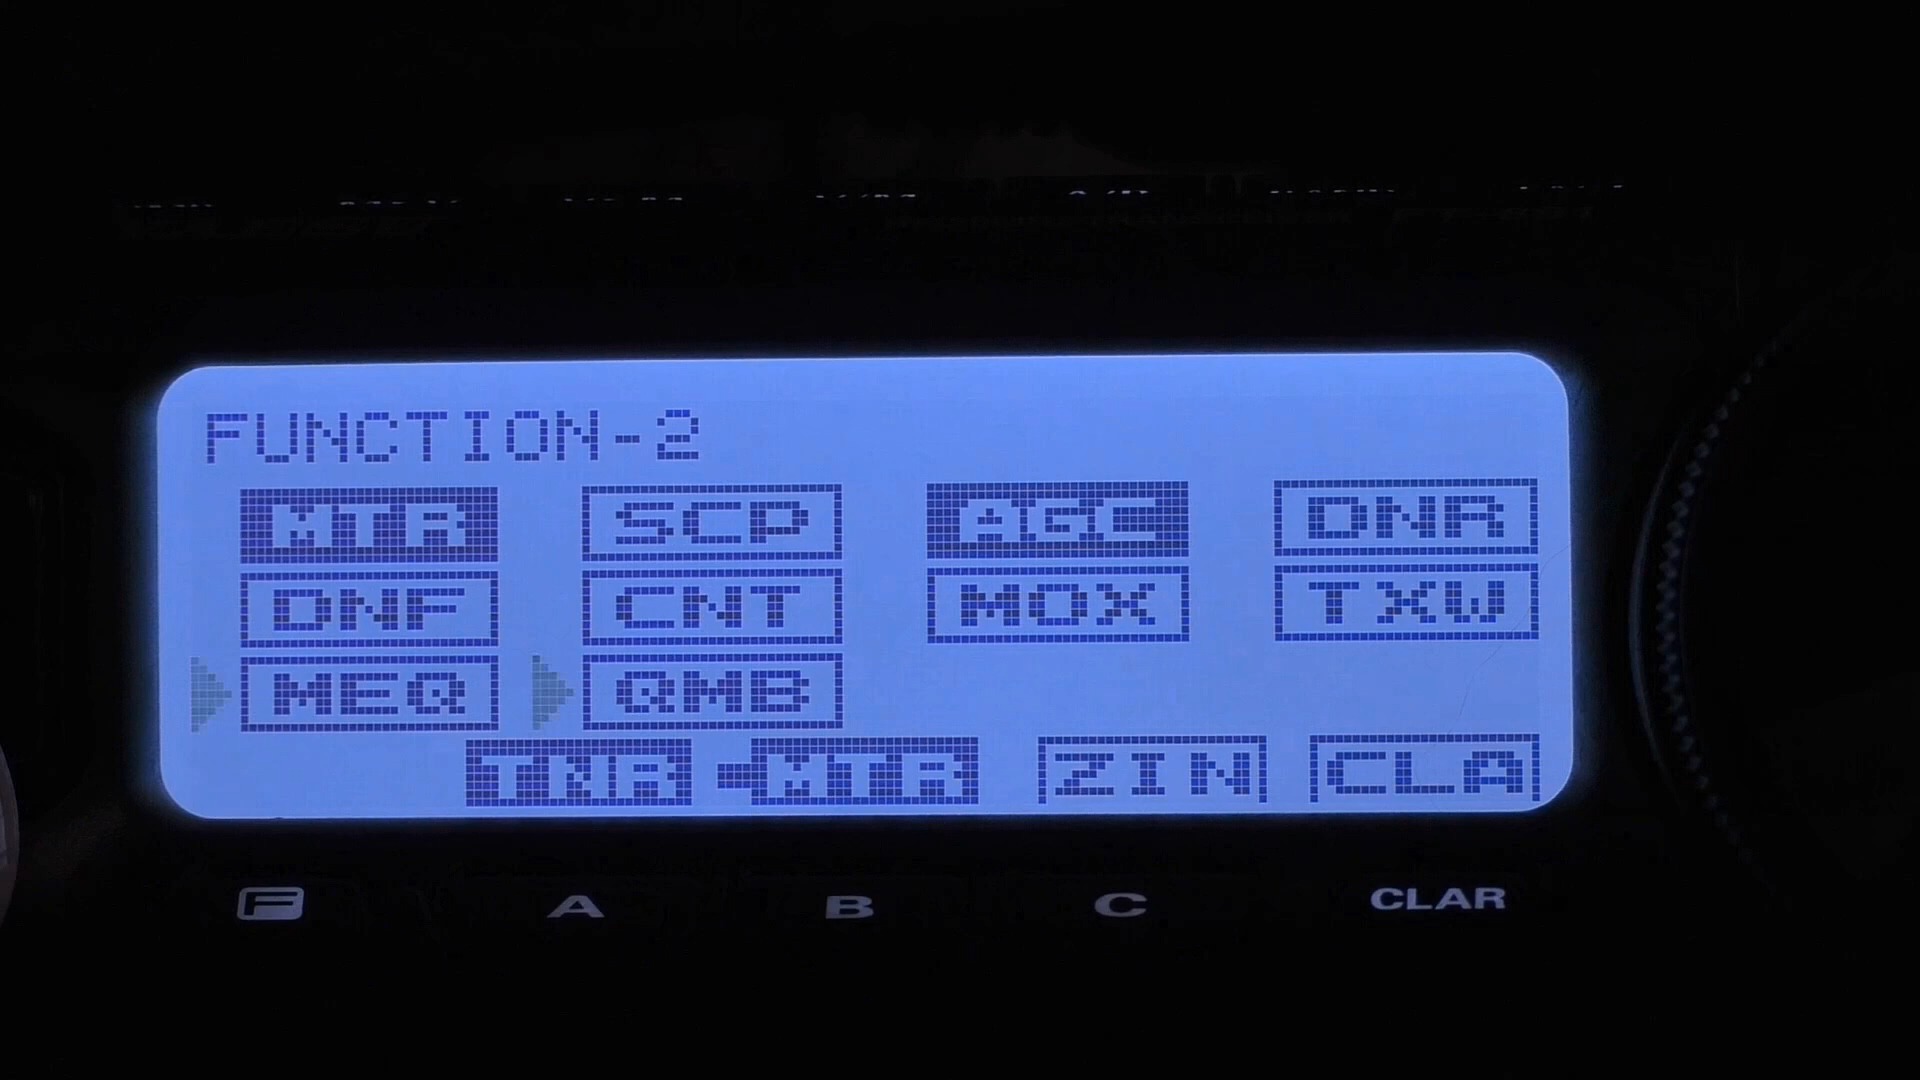 FUNCTION-2
MTR SCP AGC DNR
DNF CNT MOX TXW
MEQ QMB
TNR MTR ZIN CLA
F A B C CLAR